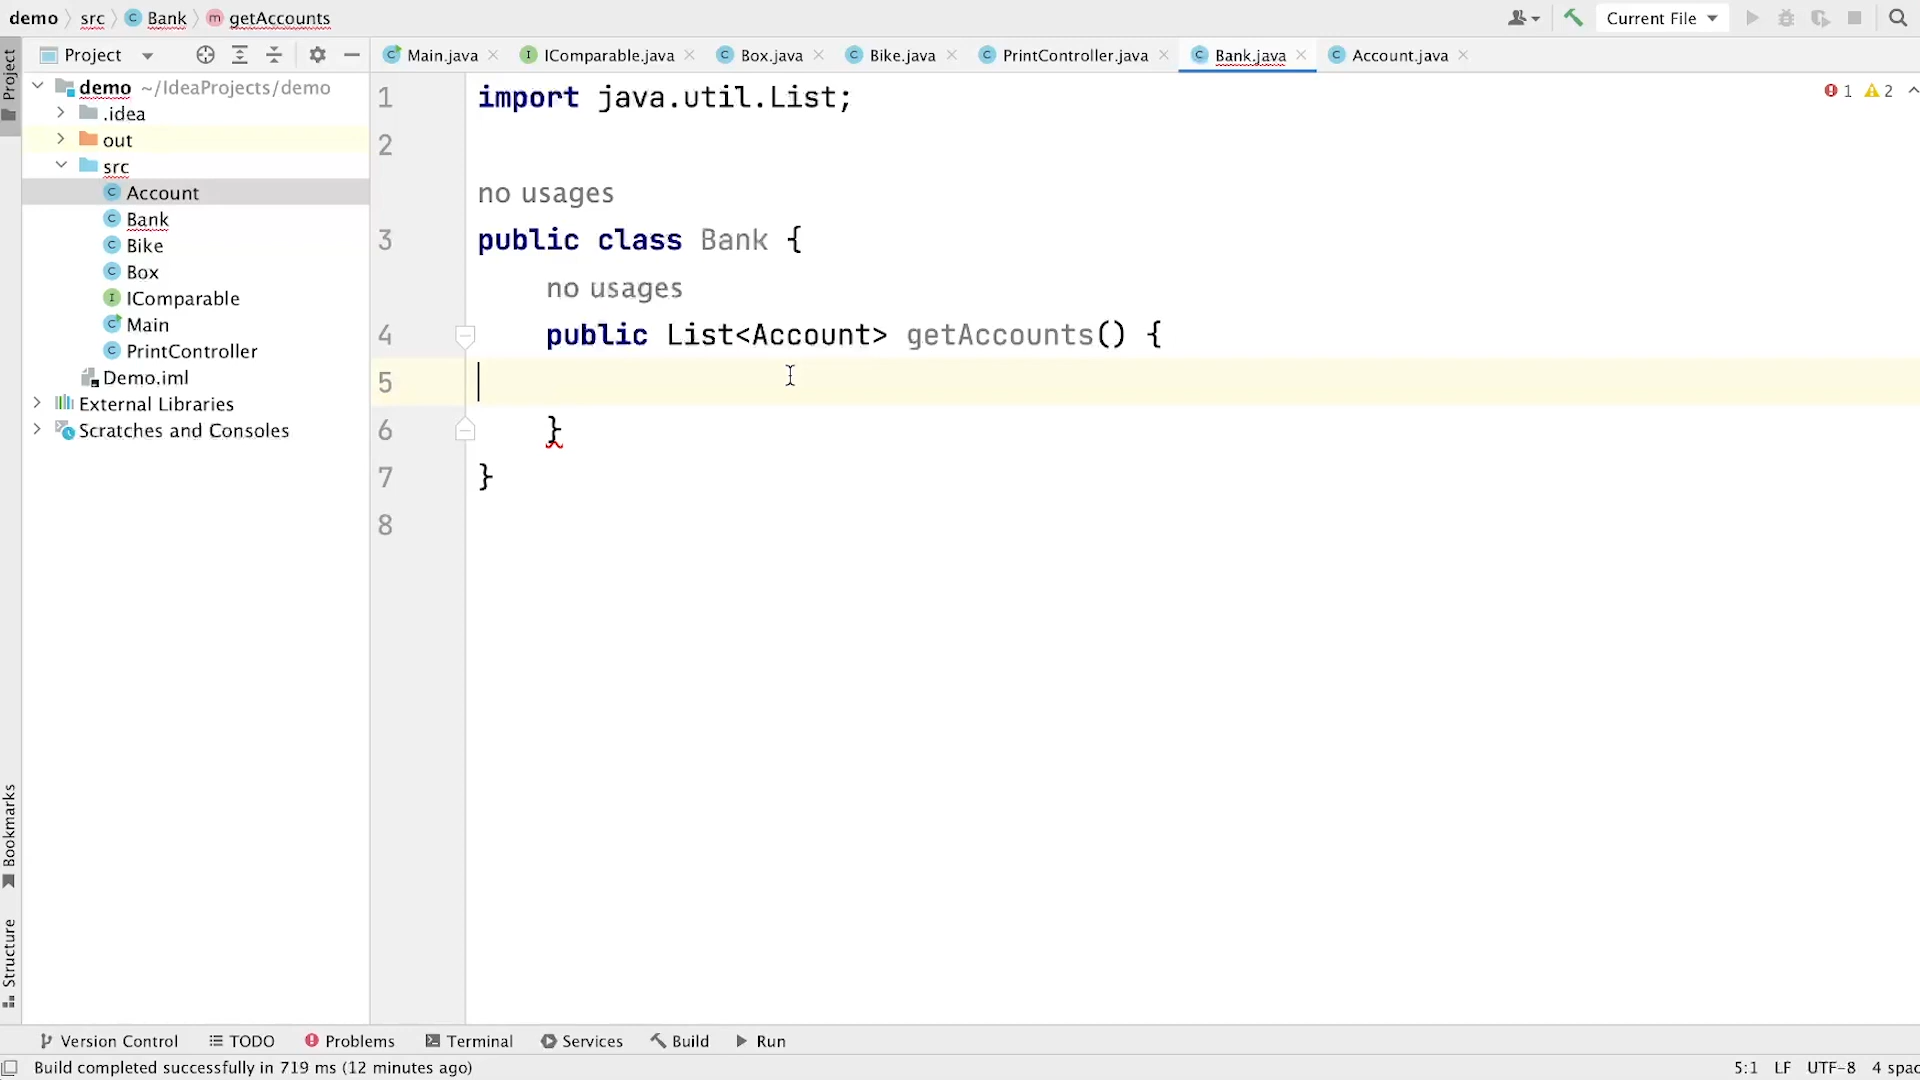 demo src Bank getAccounts Current File
Project
Main.java IComparable.java Box.java Bike.java PrintController.java Bank.java Account.java
Project
demo ~/IdeaProjects/demo
.idea
out
src
Account
Bank
Bike
Box
IComparable
Main
PrintController
Demo.iml
External Libraries
Scratches and Consoles
1 import java.util.List;
1 2
2
no usages
3 public class Bank {
no usages
4 public List<Account> getAccounts() {
5
6 }
7 }
8
Bookmarks
Structure
Version Control TODO Problems Terminal Services Build Run
Build completed successfully in 719 ms (12 minutes ago) 5:1 LF UTF-8 4 spac